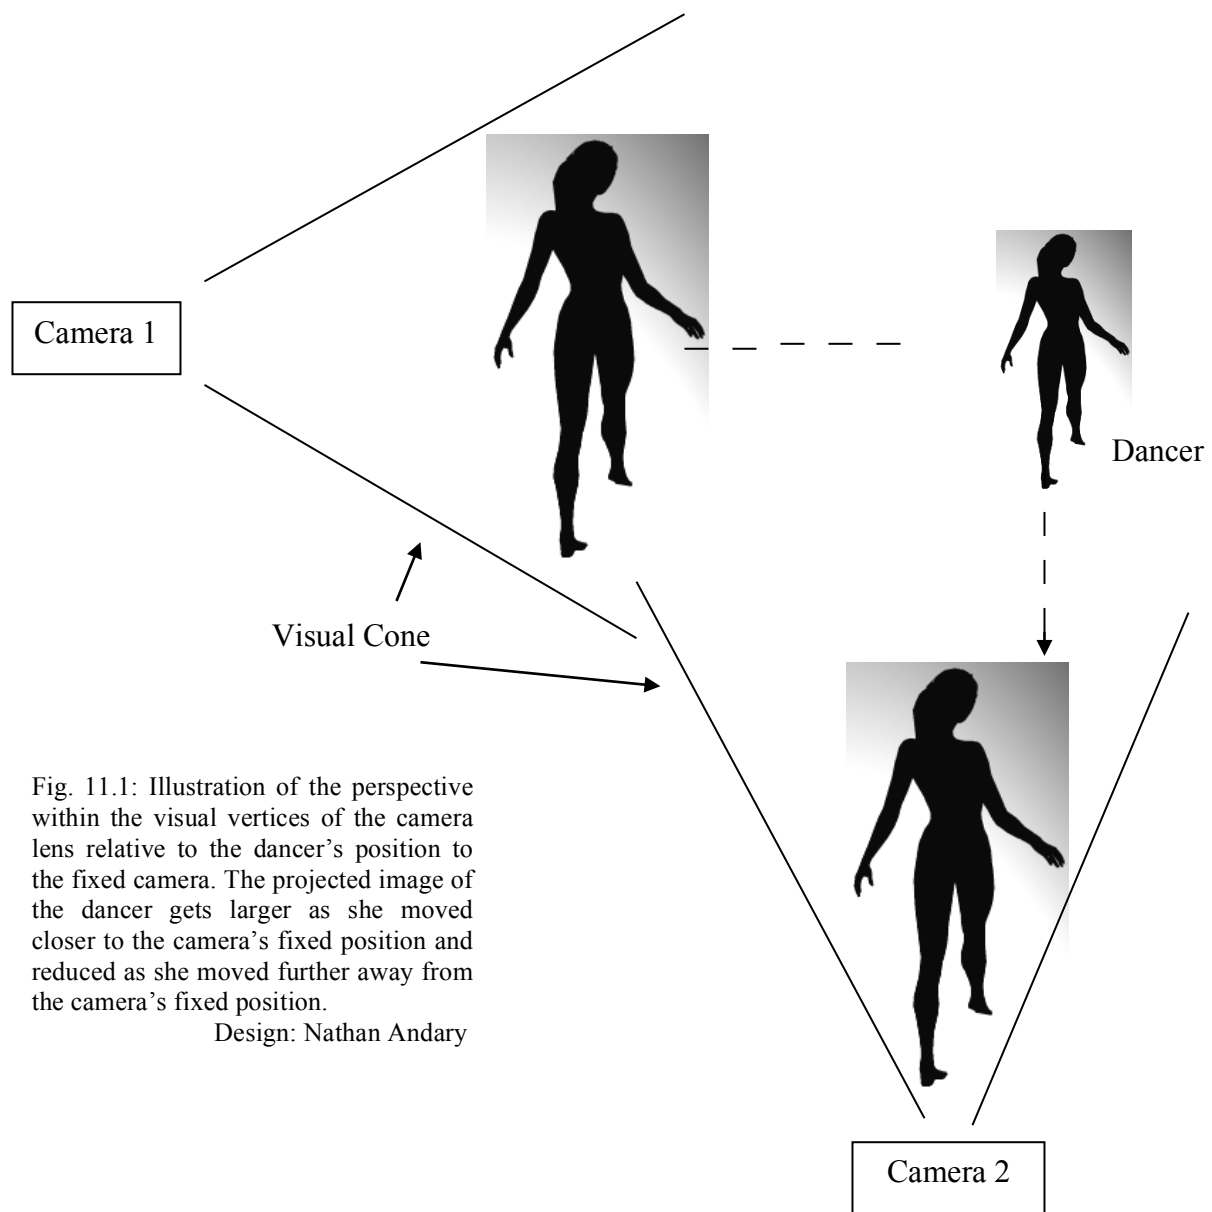 Camera 1
Dancer
Visual Cone
Fig. 11.1: Illustration of the perspective
within the visual vertices of the camera
lens relative to the dancer's position to
the fixed camera. The projected image of
the dancer gets larger as she moved
closer to the camera's fixed position and
reduced as she moved further away from
the camera's fixed position.
Design: Nathan Andary
Camera 2